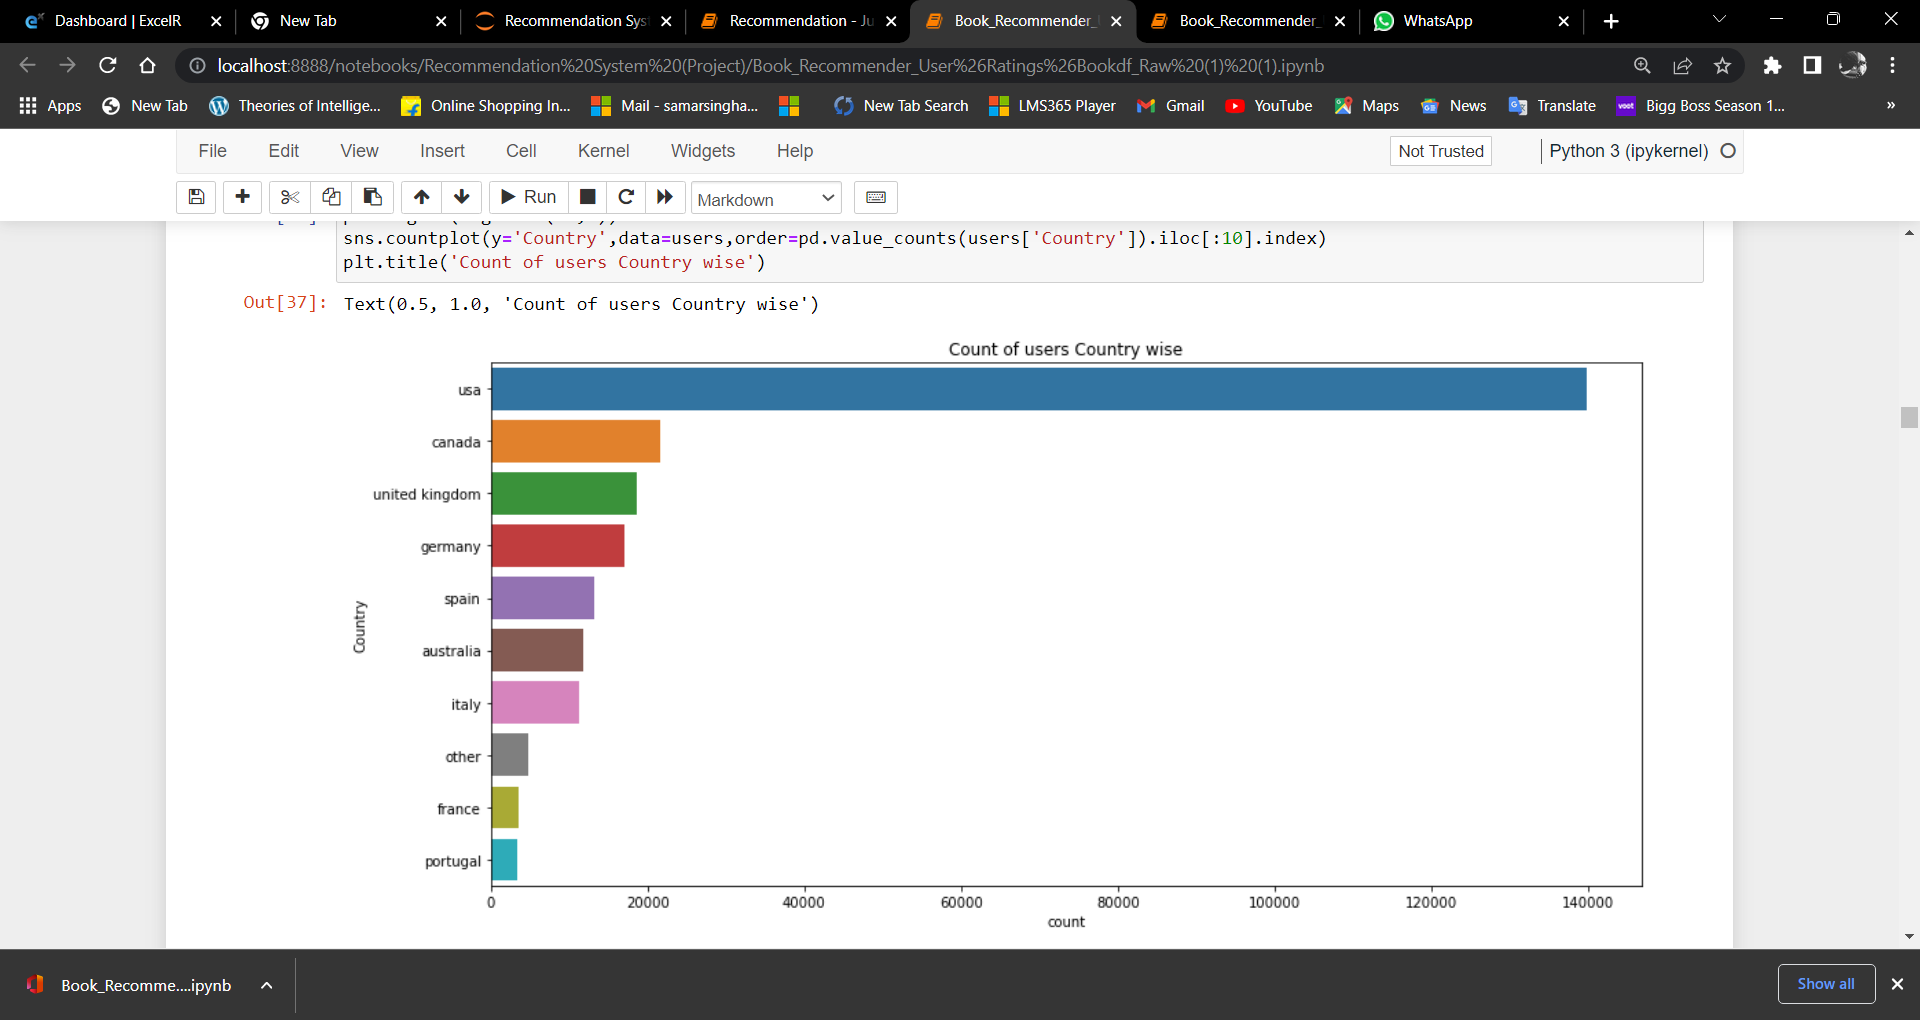 Dashboard | ExcelR
New Tab
Recommendation Sys
Recommendation - Ju
Book_Recommender_
Book_Recommender_
WhatsApp
localhost:8888/notebooks/Recommendation%20System%20(Project)/Book_Recommender_User%26Ratings%26Bookdf_Raw%20(1)%20(1).ipynb
Apps
New Tab
Theories of Intellige...
Online Shopping In...
Mail - samarsingha...
New Tab Search
LMS365 Player
Gmail
YouTube
Maps
News
Translate
voot
Bigg Boss Season 1...
»
File
Edit
View
Insert
Cell
Kernel
Widgets
Help
Not Trusted
Python 3 (ipykernel)
Run
Markdown
sns.countplot(y='Country',data=users,order=pd.value_counts(users['Country']).iloc[:10].index)
plt.title('Count of users Country wise')
Out[37]: Text(0.5, 1.0, 'Count of users Country wise')
Count of users Country wise
usa
canada
united kingdom
germany
spain
australia
italy
other
france
portugal
Country
0 20000 40000 60000 80000 100000 120000 140000
count
Book_Recomme....ipynb
Show all